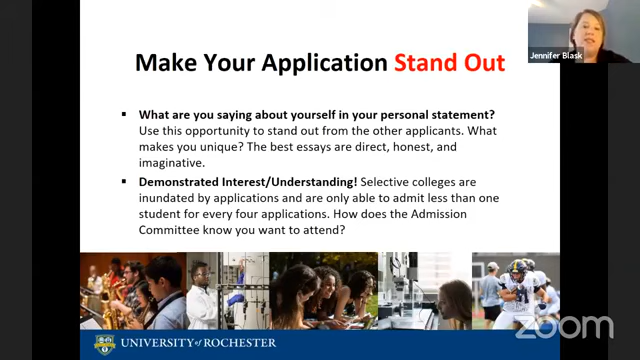 Make Your Application Stand Out
Jennifer Blask
▪ What are you saying about yourself in your personal statement?
Use this opportunity to stand out from the other applicants. What
makes you unique? The best essays are direct, honest, and
imaginative.
▪ Demonstrated Interest/Understanding! Selective colleges are
inundated by applications and are only able to admit less than one
student for every four applications. How does the Admission
Committee know you want to attend?
UNIVERSITY of ROCHESTER
zoom